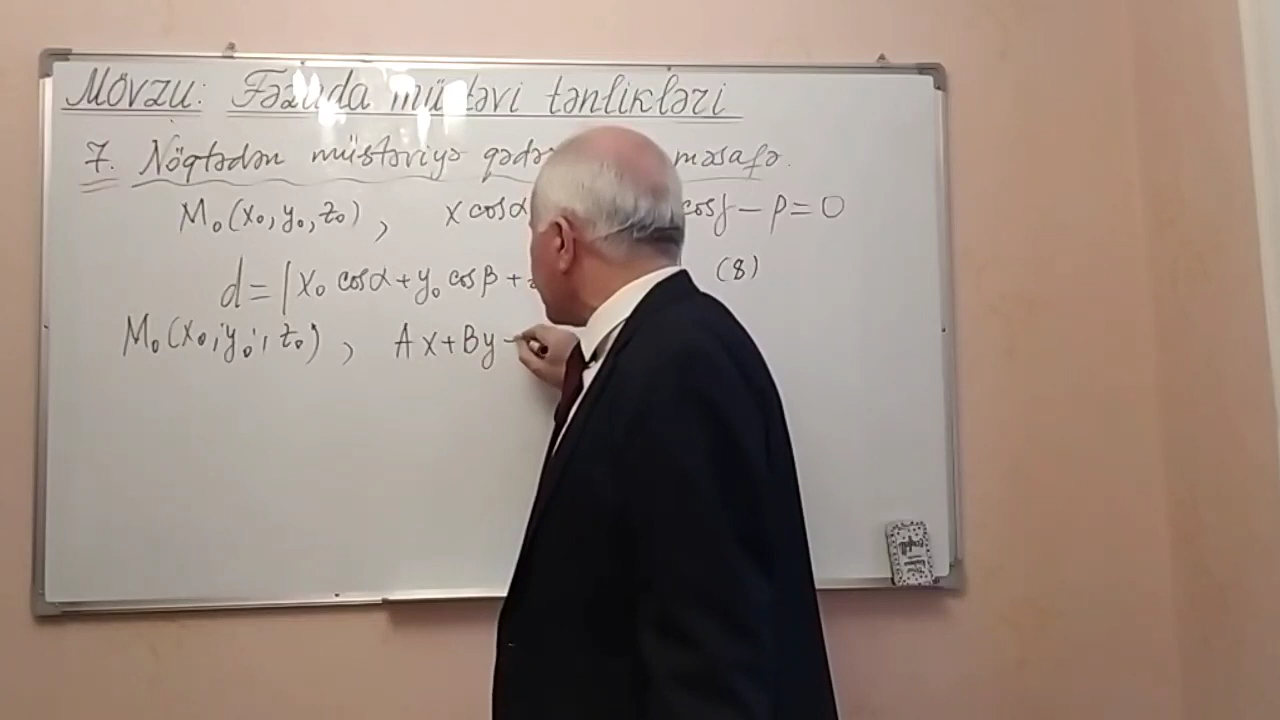 Mövzu: Fəzada müstəvi tənlikləri
7. Nöqtədən müstəviyə qədər məsafə.
M₀(x₀, y₀, z₀), x cosα cosγ − p = 0
d = |x₀ cosα + y₀ cosβ + (8)
M₀(x₀; y₀; z₀), Ax + By